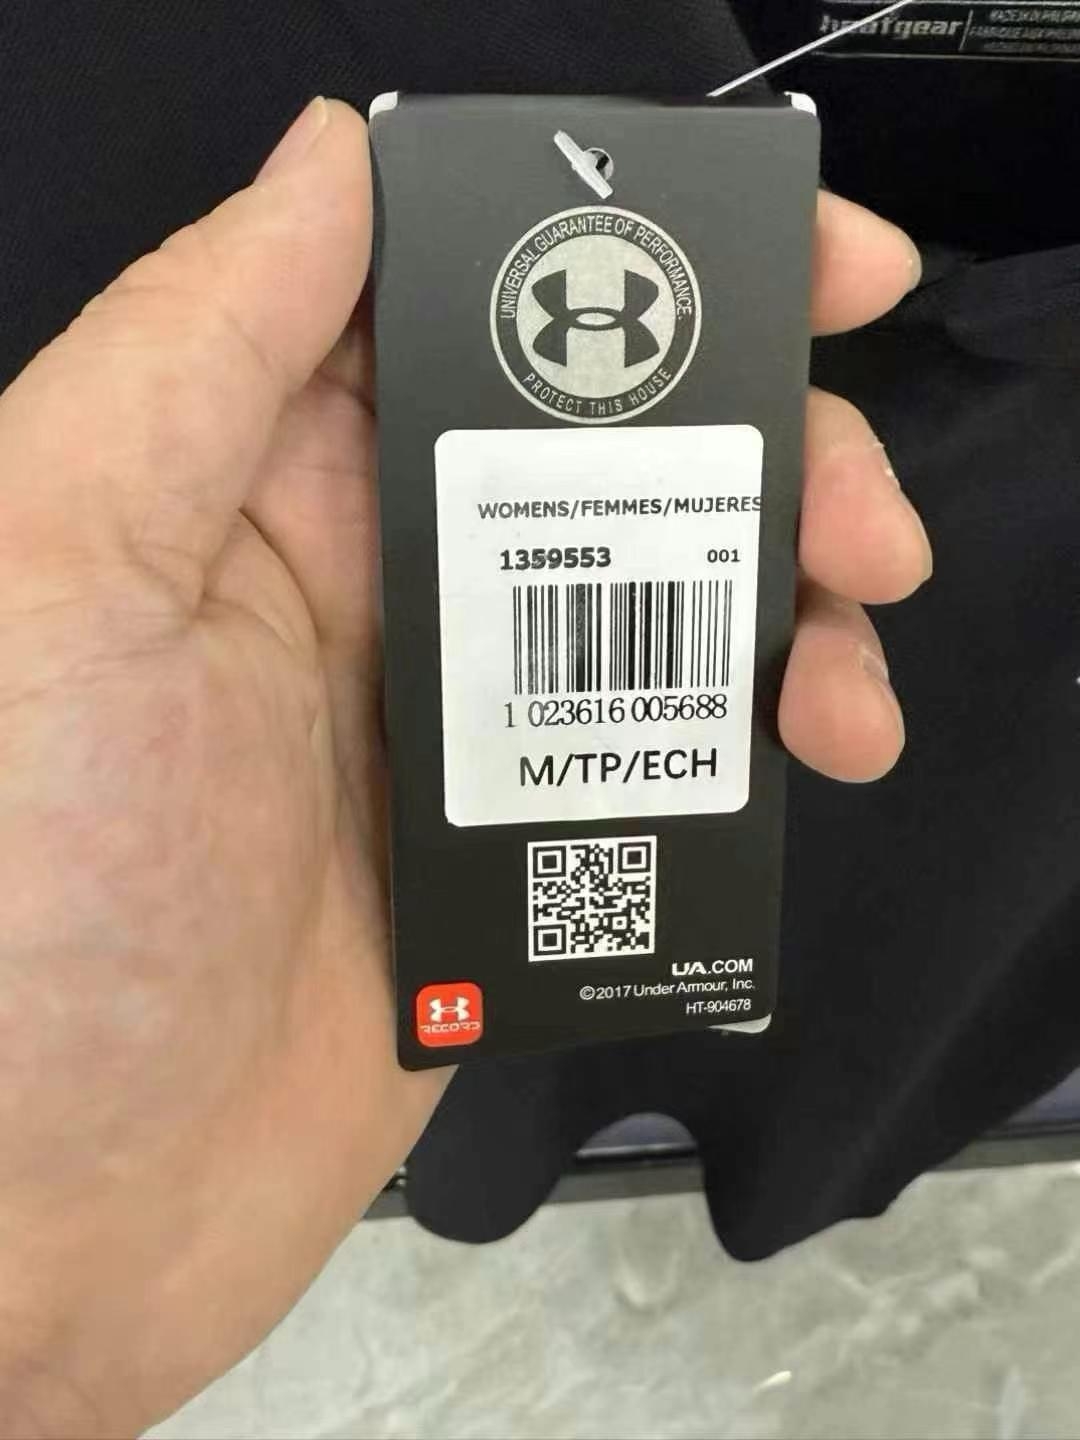 heatgear
UNIVERSAL GUARANTEE OF PERFORMANCE.
PROTECT THIS HOUSE
WOMENS/FEMMES/MUJERES
1359553 001
1 023616 005688
M/TP/ECH
UA.COM
©2017 Under Armour, Inc.
HT-904678
RECORD